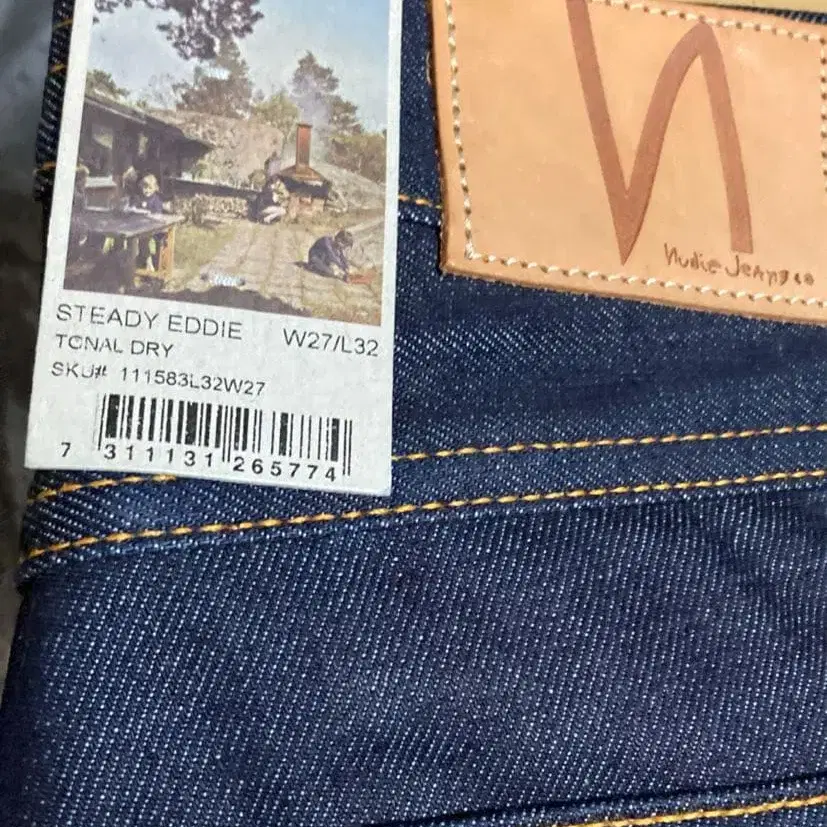 Nudie Jeans co
STEADY EDDIE W27/L32
TONAL DRY
SKU# 111583L32W27
7 311131 265774